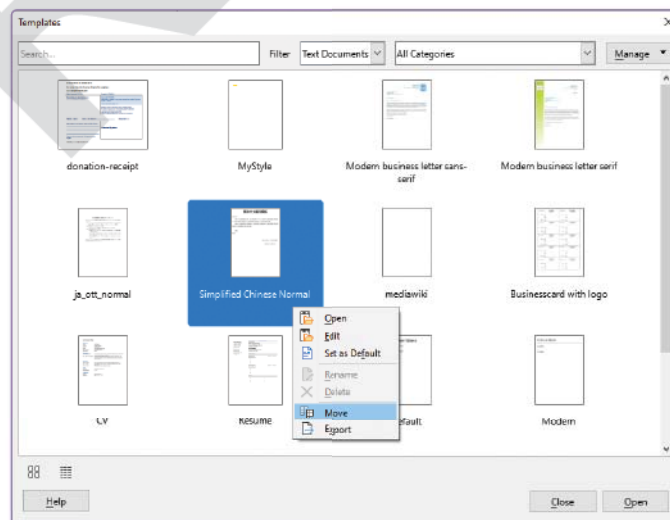 Templates
Search...
Filter
Text Documents
All Categories
Manage
donation-receipt
MyStyle
Modern business letter sans-
serif
Modern business letter serif
ja_ott_normal
Simplified Chinese Normal
mediawiki
Businesscard with logo
Open
Edit
Set as Default
Rename
Delete
Move
Export
CV
Resume
Modern
Help
Close
Open